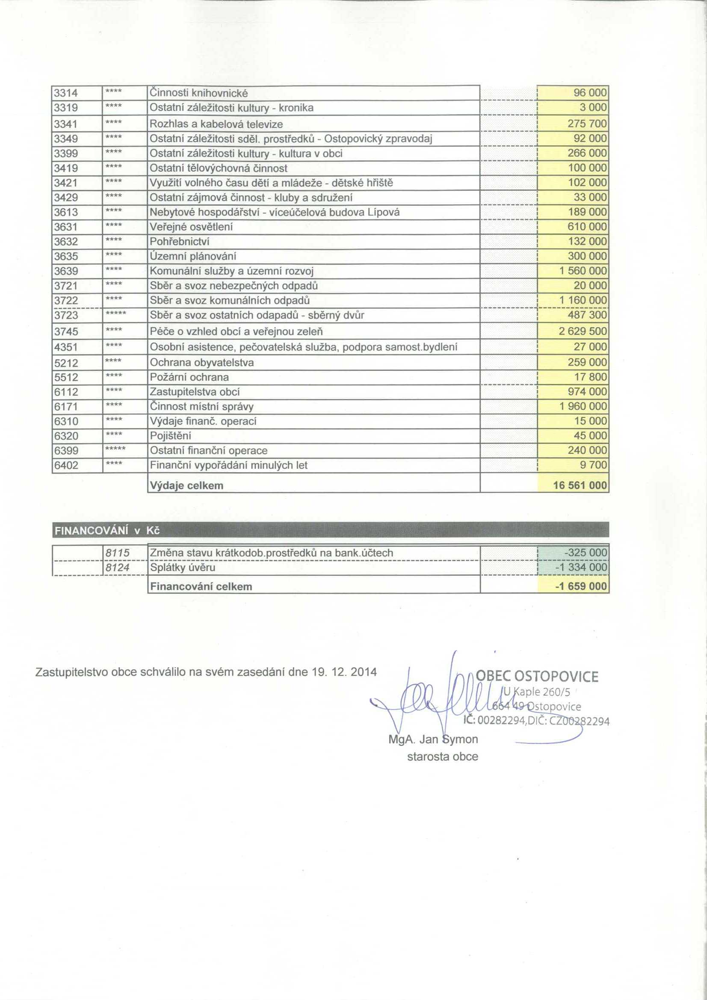 3314 **** Činnosti knihovnické 96 000
3319 **** Ostatní záležitosti kultury - kronika 3 000
3341 **** Rozhlas a kabelová televize 275 700
3349 **** Ostatní záležitosti sděl. prostředků - Ostopovický zpravodaj 92 000
3399 **** Ostatní záležitosti kultury - kultura v obci 266 000
3419 **** Ostatní tělovýchovná činnost 100 000
3421 **** Využití volného času dětí a mládeže - dětské hřiště 102 000
3429 **** Ostatní zájmová činnost - kluby a sdružení 33 000
3613 **** Nebytové hospodářství - víceúčelová budova Lípová 189 000
3631 **** Veřejné osvětlení 610 000
3632 **** Pohřebnictví 132 000
3635 **** Územní plánování 300 000
3639 **** Komunální služby a územní rozvoj 1 560 000
3721 **** Sběr a svoz nebezpečných odpadů 20 000
3722 **** Sběr a svoz komunálních odpadů 1 160 000
3723 ***** Sběr a svoz ostatních odapadů - sběrný dvůr 487 300
3745 **** Péče o vzhled obcí a veřejnou zeleň 2 629 500
4351 **** Osobní asistence, pečovatelská služba, podpora samost.bydlení 27 000
5212 **** Ochrana obyvatelstva 259 000
5512 **** Požární ochrana 17 800
6112 **** Zastupitelstva obcí 974 000
6171 **** Činnost místní správy 1 960 000
6310 **** Výdaje finanč. operací 15 000
6320 **** Pojištění 45 000
6399 ***** Ostatní finanční operace 240 000
6402 **** Finanční vypořádání minulých let 9 700
Výdaje celkem 16 561 000
FINANCOVÁNÍ v Kč
8115 Změna stavu krátkodob.prostředků na bank.účtech -325 000
8124 Splátky úvěru -1 334 000
Financování celkem -1 659 000
Zastupitelstvo obce schválilo na svém zasedání dne 19. 12. 2014
OBEC OSTOPOVICE
U Kaple 260/5
664 49 Ostopovice
IČ: 00282294,DIČ: CZ00282294
MgA. Jan Symon
starosta obce